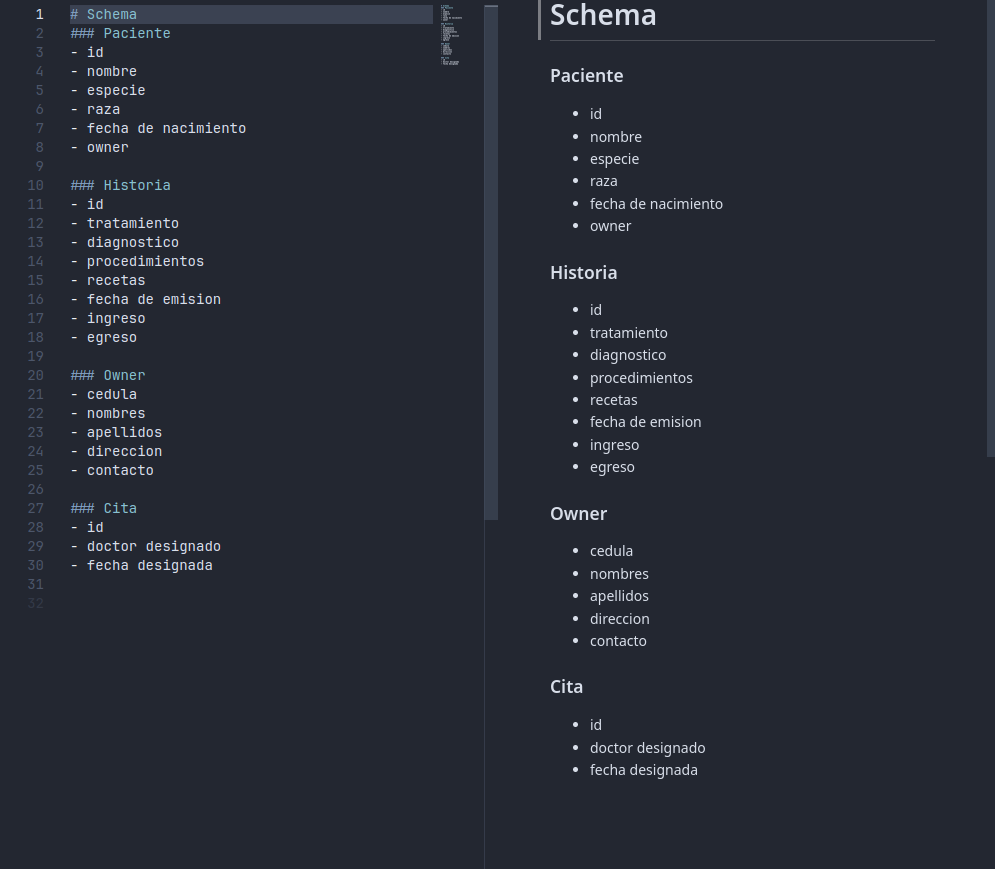 1 # Schema
2 ### Paciente
3 - id
4 - nombre
5 - especie
6 - raza
7 - fecha de nacimiento
8 - owner
9
10 ### Historia
11 - id
12 - tratamiento
13 - diagnostico
14 - procedimientos
15 - recetas
16 - fecha de emision
17 - ingreso
18 - egreso
19
20 ### Owner
21 - cedula
22 - nombres
23 - apellidos
24 - direccion
25 - contacto
26
27 ### Cita
28 - id
29 - doctor designado
30 - fecha designada
31
32
Schema
Paciente
• id
• nombre
• especie
• raza
• fecha de nacimiento
• owner
Historia
• id
• tratamiento
• diagnostico
• procedimientos
• recetas
• fecha de emision
• ingreso
• egreso
Owner
• cedula
• nombres
• apellidos
• direccion
• contacto
Cita
• id
• doctor designado
• fecha designada